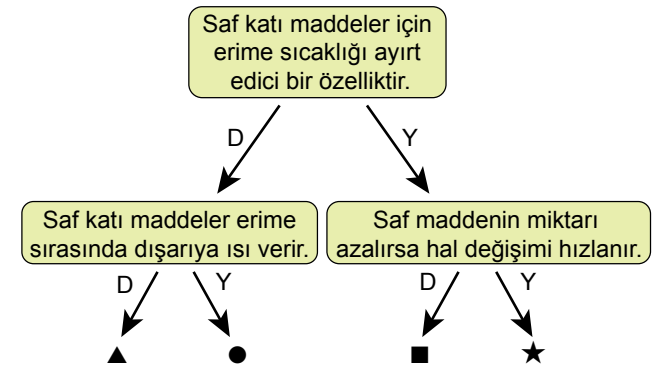 Saf katı maddeler için
erime sıcaklığı ayırt
edici bir özelliktir.
D
Y
Saf katı maddeler erime
sırasında dışarıya ısı verir.
Saf maddenin miktarı
azalırsa hal değişimi hızlanır.
D
Y
D
Y